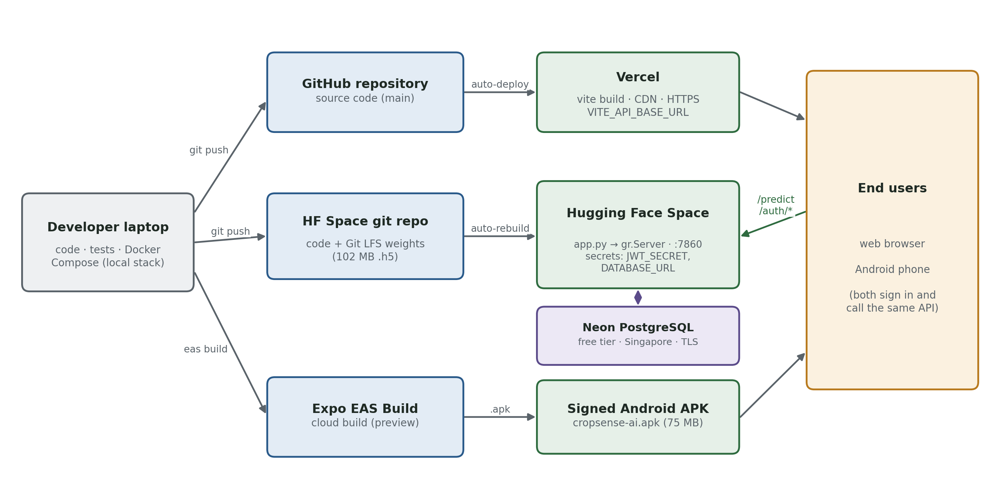 Developer laptop
code · tests · Docker
Compose (local stack)
git push
git push
eas build
GitHub repository
source code (main)
auto-deploy
Vercel
vite build · CDN · HTTPS
VITE_API_BASE_URL
HF Space git repo
code + Git LFS weights
(102 MB .h5)
auto-rebuild
Hugging Face Space
app.py → gr.Server · :7860
secrets: JWT_SECRET,
DATABASE_URL
Neon PostgreSQL
free tier · Singapore · TLS
Expo EAS Build
cloud build (preview)
.apk
Signed Android APK
cropsense-ai.apk (75 MB)
/predict
/auth/*
End users
web browser
Android phone
(both sign in and
call the same API)